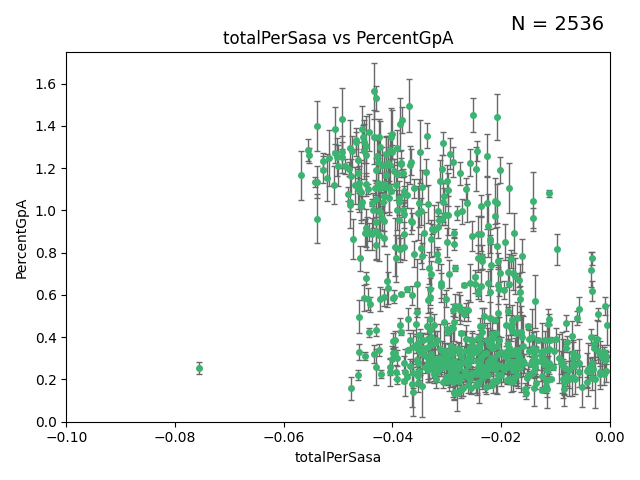 N = 2536
totalPerSasa vs PercentGpA
1.6
1.4
1.2
1.0
0.8
0.6
0.4
0.2
0.0
PercentGpA
−0.10 −0.08 −0.06 −0.04 −0.02 0.00
totalPerSasa